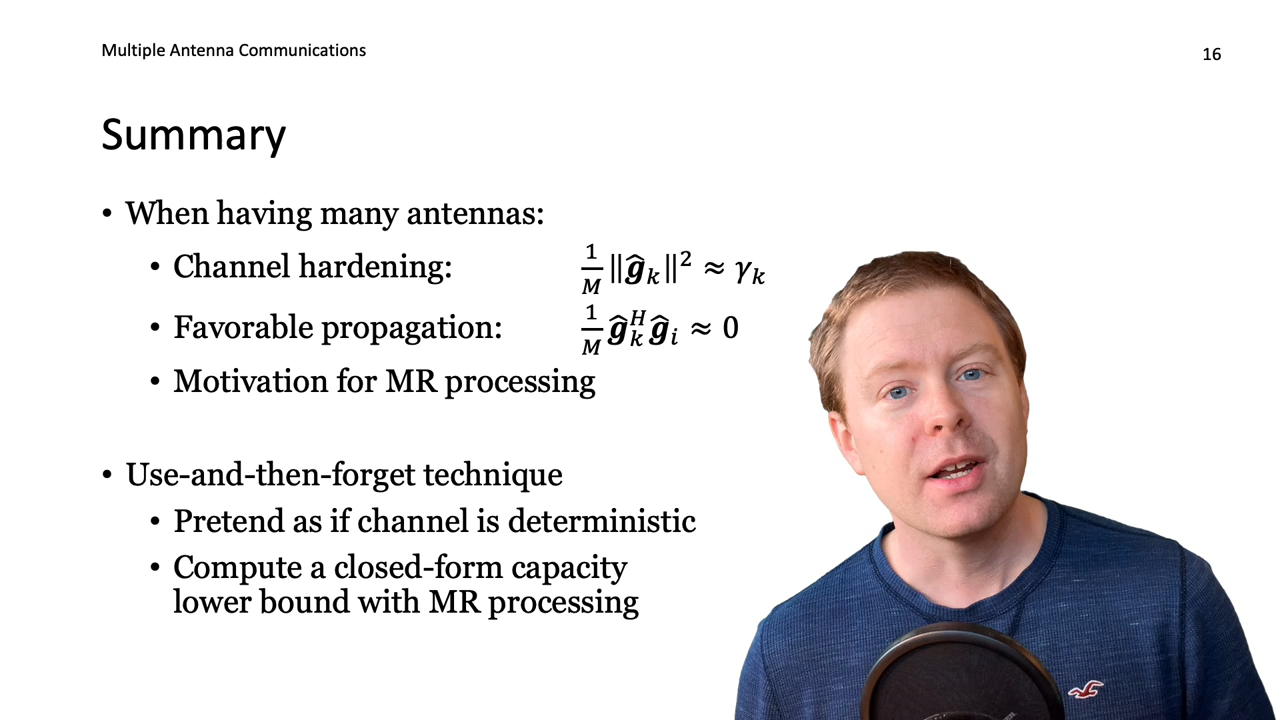 Multiple Antenna Communications
16
Summary
• When having many antennas:
• Channel hardening: 1/M ‖ĝ_k‖² ≈ γ_k
• Favorable propagation: 1/M ĝ_k^H ĝ_i ≈ 0
• Motivation for MR processing
• Use-and-then-forget technique
• Pretend as if channel is deterministic
• Compute a closed-form capacity
lower bound with MR processing